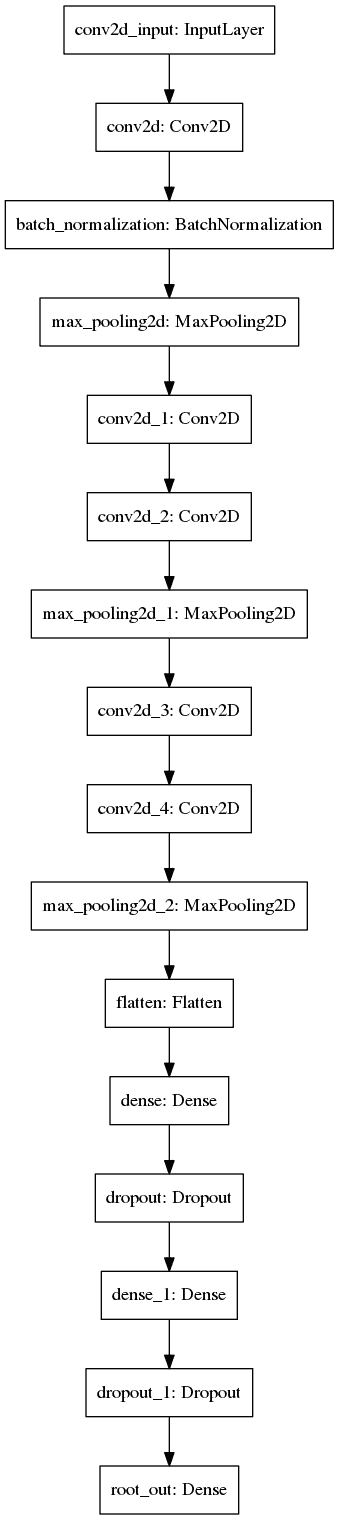 conv2d_input: InputLayer
conv2d: Conv2D
batch_normalization: BatchNormalization
max_pooling2d: MaxPooling2D
conv2d_1: Conv2D
conv2d_2: Conv2D
max_pooling2d_1: MaxPooling2D
conv2d_3: Conv2D
conv2d_4: Conv2D
max_pooling2d_2: MaxPooling2D
flatten: Flatten
dense: Dense
dropout: Dropout
dense_1: Dense
dropout_1: Dropout
root_out: Dense